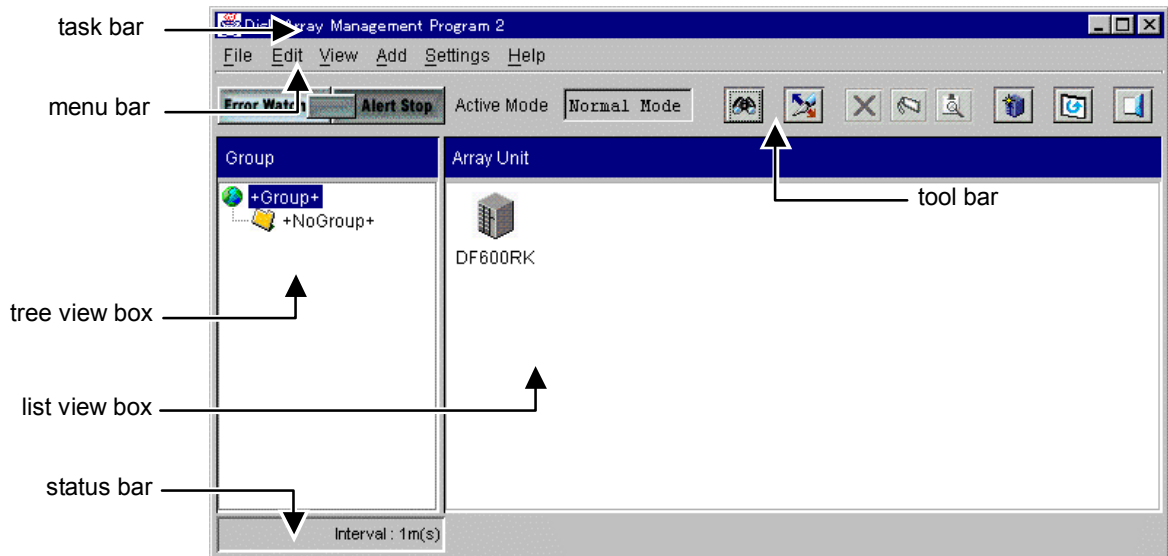 task bar
Disk Array Management Program 2
File Edit View Add Settings Help
menu bar
Error Watch Alert Stop Active Mode Normal Mode
tool bar
Group
Array Unit
+Group+
+NoGroup+
DF600RK
tree view box
list view box
status bar
Interval : 1m(s)